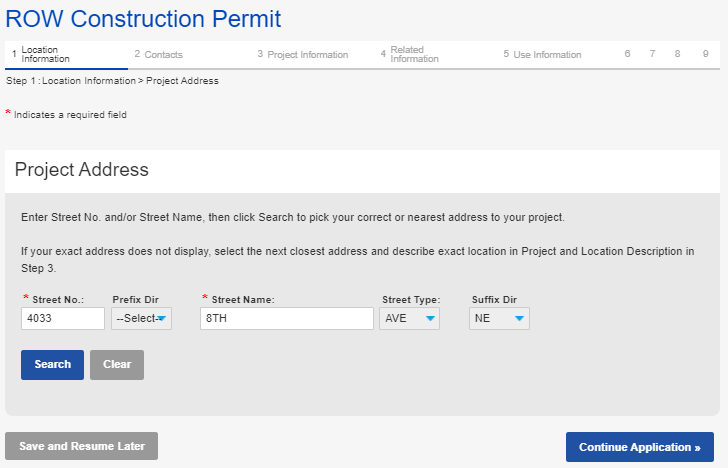 ROW Construction Permit
1 Location Information
2 Contacts
3 Project Information
4 Related Information
5 Use Information
6 7 8 9
Step 1 : Location Information > Project Address
* Indicates a required field
Project Address
Enter Street No. and/or Street Name, then click Search to pick your correct or nearest address to your project.
If your exact address does not display, select the next closest address and describe exact location in Project and Location Description in
Step 3.
* Street No.: Prefix Dir * Street Name: Street Type: Suffix Dir
4033 --Select-- 8TH AVE NE
Search Clear
Save and Resume Later Continue Application »